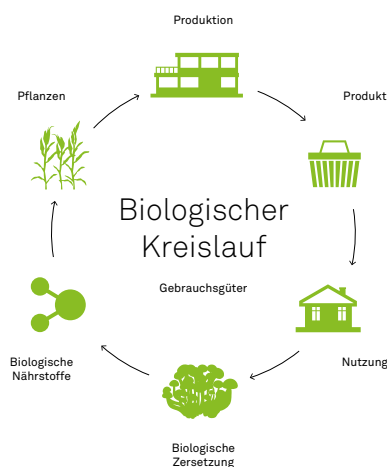 Produktion
Pflanzen
Produkt
Biologischer
Kreislauf
Gebrauchsgüter
Biologische
Nährstoffe
Nutzung
Biologische
Zersetzung